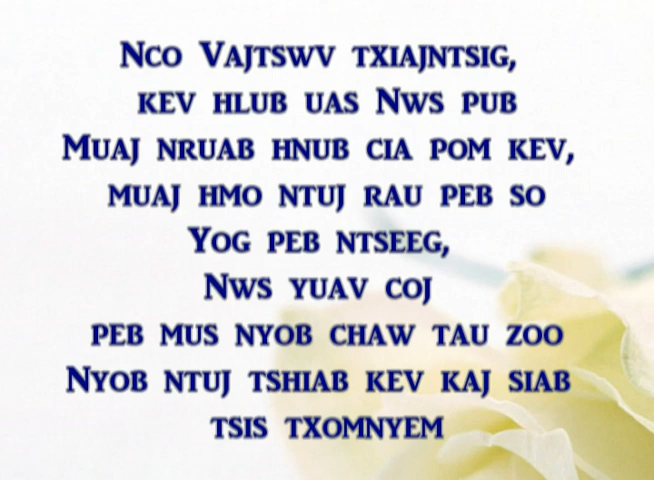 Nco Vajtswv txiajntsig,
kev hlub uas Nws pub
Muaj nruab hnub cia pom kev,
muaj hmo ntuj rau peb so
Yog peb ntseeg,
Nws yuav coj
peb mus nyob chaw tau zoo
Nyob ntuj tshiab kev kaj siab
tsis txomnyem